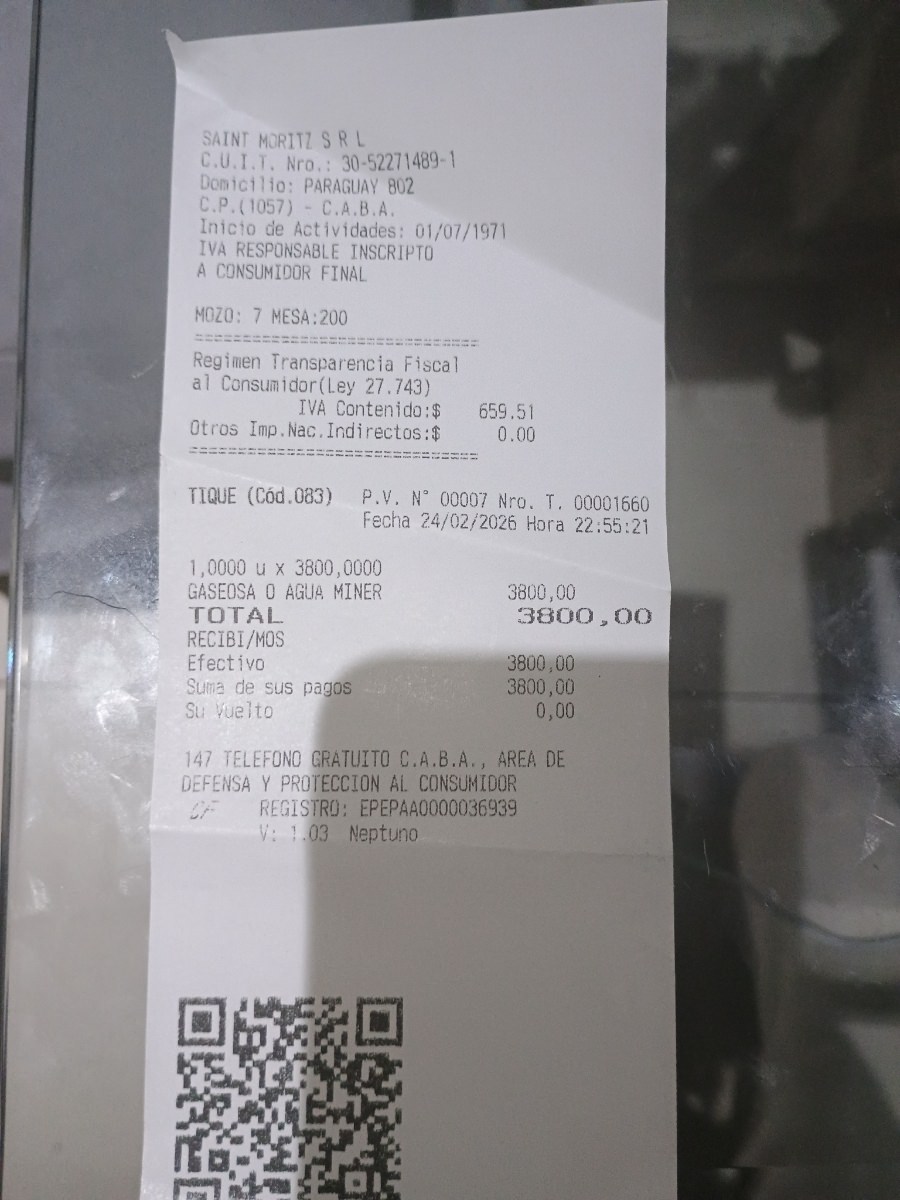 SAINT MORITZ S R L
C.U.I.T. Nro.: 30-52271489-1
Domicilio: PARAGUAY 802
C.P.(1057) - C.A.B.A.
Inicio de Actividades: 01/07/1971
IVA RESPONSABLE INSCRIPTO
A CONSUMIDOR FINAL
MOZO: 7 MESA:200
==============================
Regimen Transparencia Fiscal
al Consumidor(Ley 27.743)
IVA Contenido:$ 659.51
Otros Imp.Nac.Indirectos:$ 0.00
==============================
TIQUE (Cód.083) P.V. N° 00007 Nro. T. 00001660
Fecha 24/02/2026 Hora 22:55:21
1,0000 u x 3800,0000
GASEOSA O AGUA MINER 3800,00
TOTAL 3800,00
RECIBI/MOS
Efectivo 3800,00
Suma de sus pagos 3800,00
Su Vuelto 0,00
147 TELEFONO GRATUITO C.A.B.A., AREA DE
DEFENSA Y PROTECCION AL CONSUMIDOR
CF REGISTRO: EPEPAA0000036939
V: 1.03 Neptuno